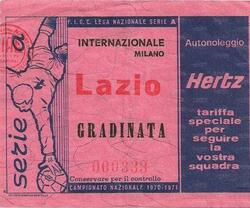 F.I.G.C. LEGA NAZIONALE SERIE A
serie a
INTERNAZIONALE
MILANO
Lazio
GRADINATA
000333
Conservare per il controllo
CAMPIONATO NAZIONALE 1970-1971
Autonoleggio
Hertz
tariffa
speciale
per
seguire
la
vostra
squadra